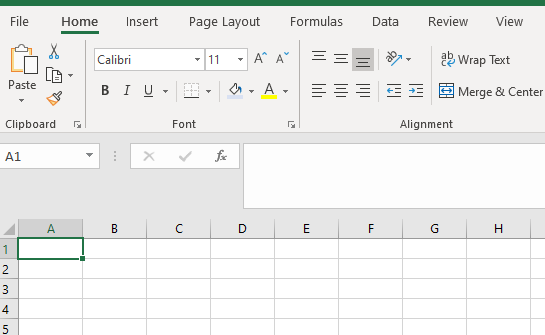 File Home Insert Page Layout Formulas Data Review View
Calibri 11 A A ab Wrap Text
Paste B I U A Merge & Center
Clipboard Font Alignment
A1 fx
A B C D E F G H
1
2
3
4
5